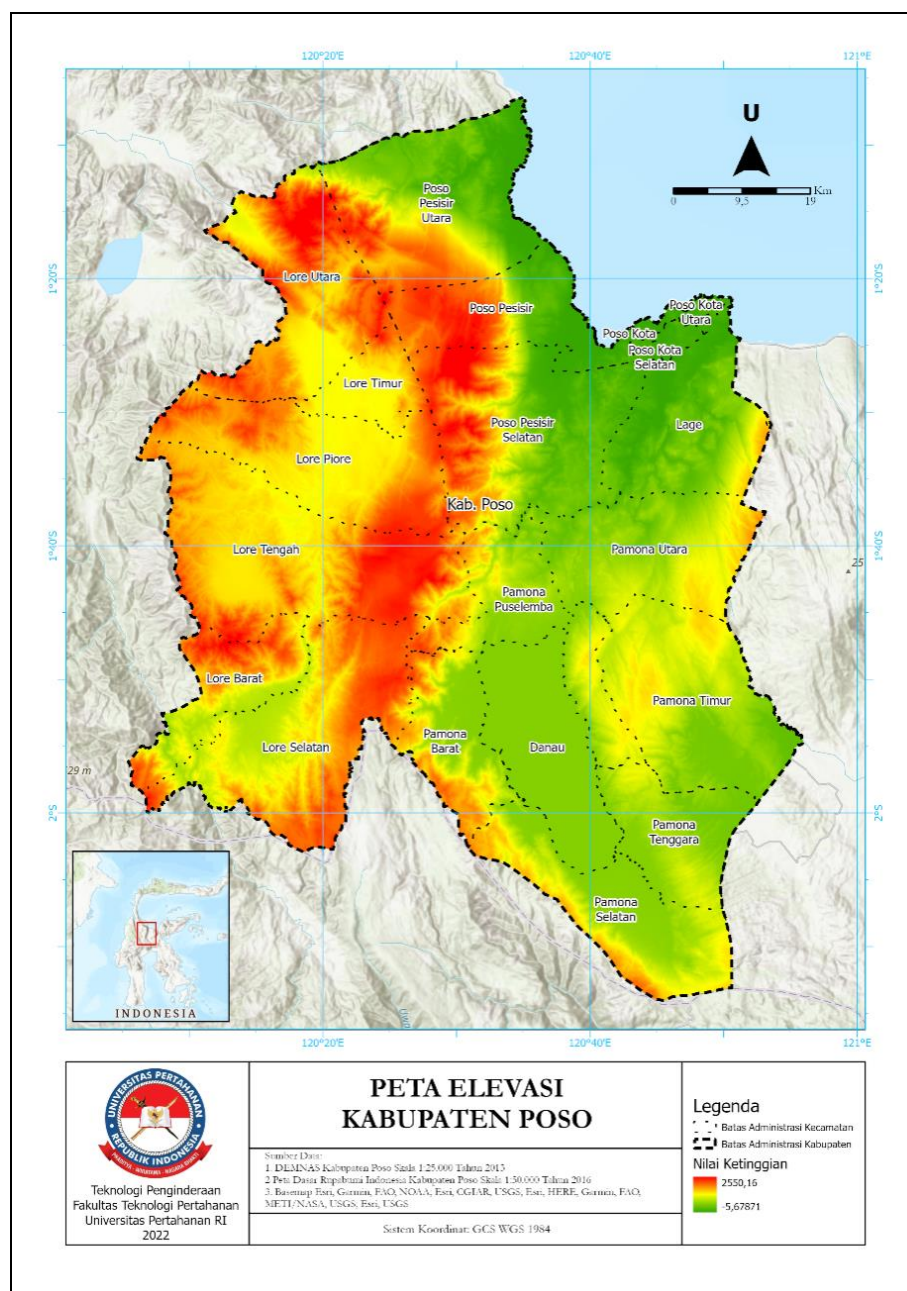 120°20'E 120°40'E 121°E
U
Km
0 9,5 19
Poso
Pesisir
Utara
1°20'S 1°20'S
Lore Utara
Poso Pesisir
Poso Kota
Utara
Poso Kota
Poso Kota
Selatan
Lore Timur
Poso Pesisir
Selatan
Lage
Lore Piore
Kab. Poso
1°40'S 1°40'S
Lore Tengah
Pamona Utara
25
Pamona
Puselemba
Lore Barat
Pamona Timur
Lore Selatan
Pamona
Barat
Danau
29 m
2°S 2°S
Pamona
Tenggara
Pamona
Selatan
INDONESIA
120°20'E 120°40'E 121°E
UNIVERSITAS PERTAHANAN
REPUBLIK INDONESIA
Teknologi Penginderaan
Fakultas Teknologi Pertahanan
Universitas Pertahanan RI
2022
PETA ELEVASI
KABUPATEN POSO
Sumber Data:
1. DEMNAS Kabupaten Poso Skala 1:25.000 Tahun 2015
2 Peta Dasar Rupabumi Indonesia Kabupaten Poso Skala 1:50.000 Tahun 2016
3. Basemap Esri, Garmin, FAO, NOAA, Esri, CGIAR, USGS, Esri, HERE, Garmin, FAO,
METI/NASA, USGS, Esri, USGS
Sistem Koordinat: GCS WGS 1984
Legenda
Batas Administrasi Kecamatan
Batas Administrasi Kabupaten
Nilai Ketinggian
2550,16
-5,67871